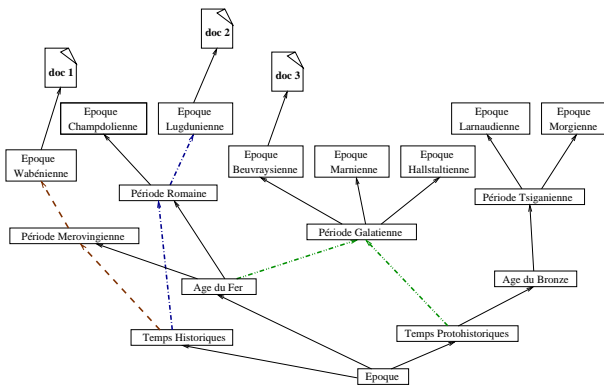 doc 2
doc 1
doc 3
Epoque
Champdolienne
Epoque
Lugdunienne
Epoque
Larnaudienne
Epoque
Morgienne
Epoque
Wabénienne
Epoque
Beuvraysienne
Epoque
Marnienne
Epoque
Hallstaltienne
Période Romaine
Période Tsiganienne
Période Merovingienne
Période Galatienne
Age du Fer
Age du Bronze
Temps Historiques
Temps Protohistoriques
Epoque